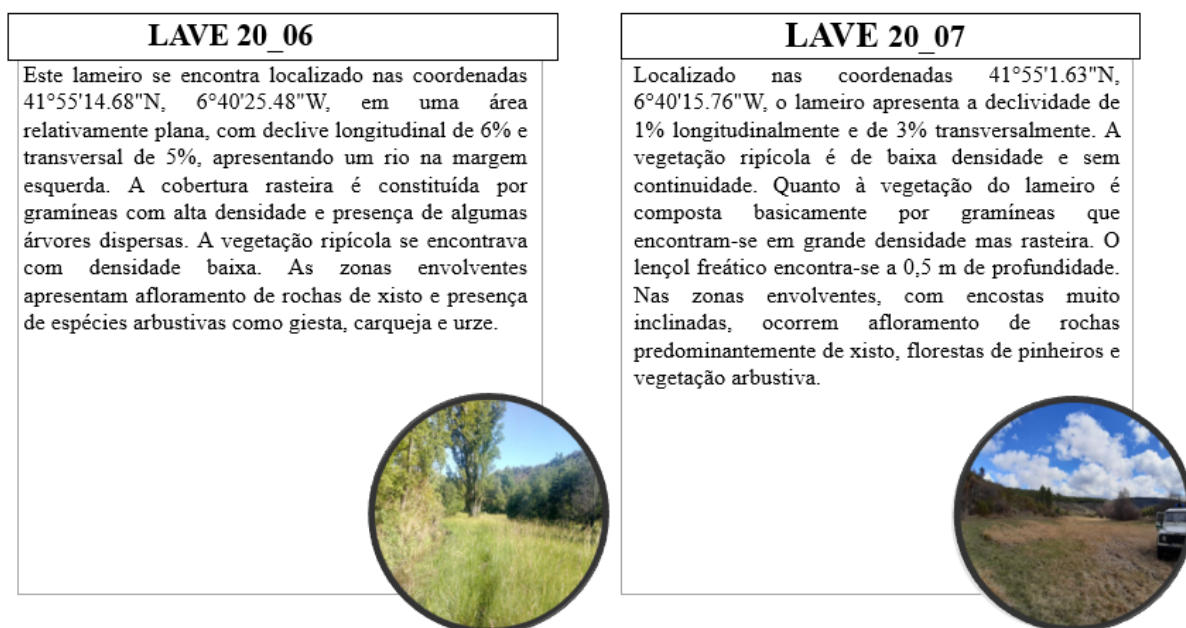 LAVE 20_06
Este lameiro se encontra localizado nas coordenadas
41°55'14.68"N, 6°40'25.48"W, em uma área
relativamente plana, com declive longitudinal de 6% e
transversal de 5%, apresentando um rio na margem
esquerda. A cobertura rasteira é constituída por
gramíneas com alta densidade e presença de algumas
árvores dispersas. A vegetação ripícola se encontrava
com densidade baixa. As zonas envolventes
apresentam afloramento de rochas de xisto e presença
de espécies arbustivas como giesta, carqueja e urze.
LAVE 20_07
Localizado nas coordenadas 41°55'1.63"N,
6°40'15.76"W, o lameiro apresenta a declividade de
1% longitudinalmente e de 3% transversalmente. A
vegetação ripícola é de baixa densidade e sem
continuidade. Quanto à vegetação do lameiro é
composta basicamente por gramíneas que
encontram-se em grande densidade mas rasteira. O
lençol freático encontra-se a 0,5 m de profundidade.
Nas zonas envolventes, com encostas muito
inclinadas, ocorrem afloramento de rochas
predominantemente de xisto, florestas de pinheiros e
vegetação arbustiva.